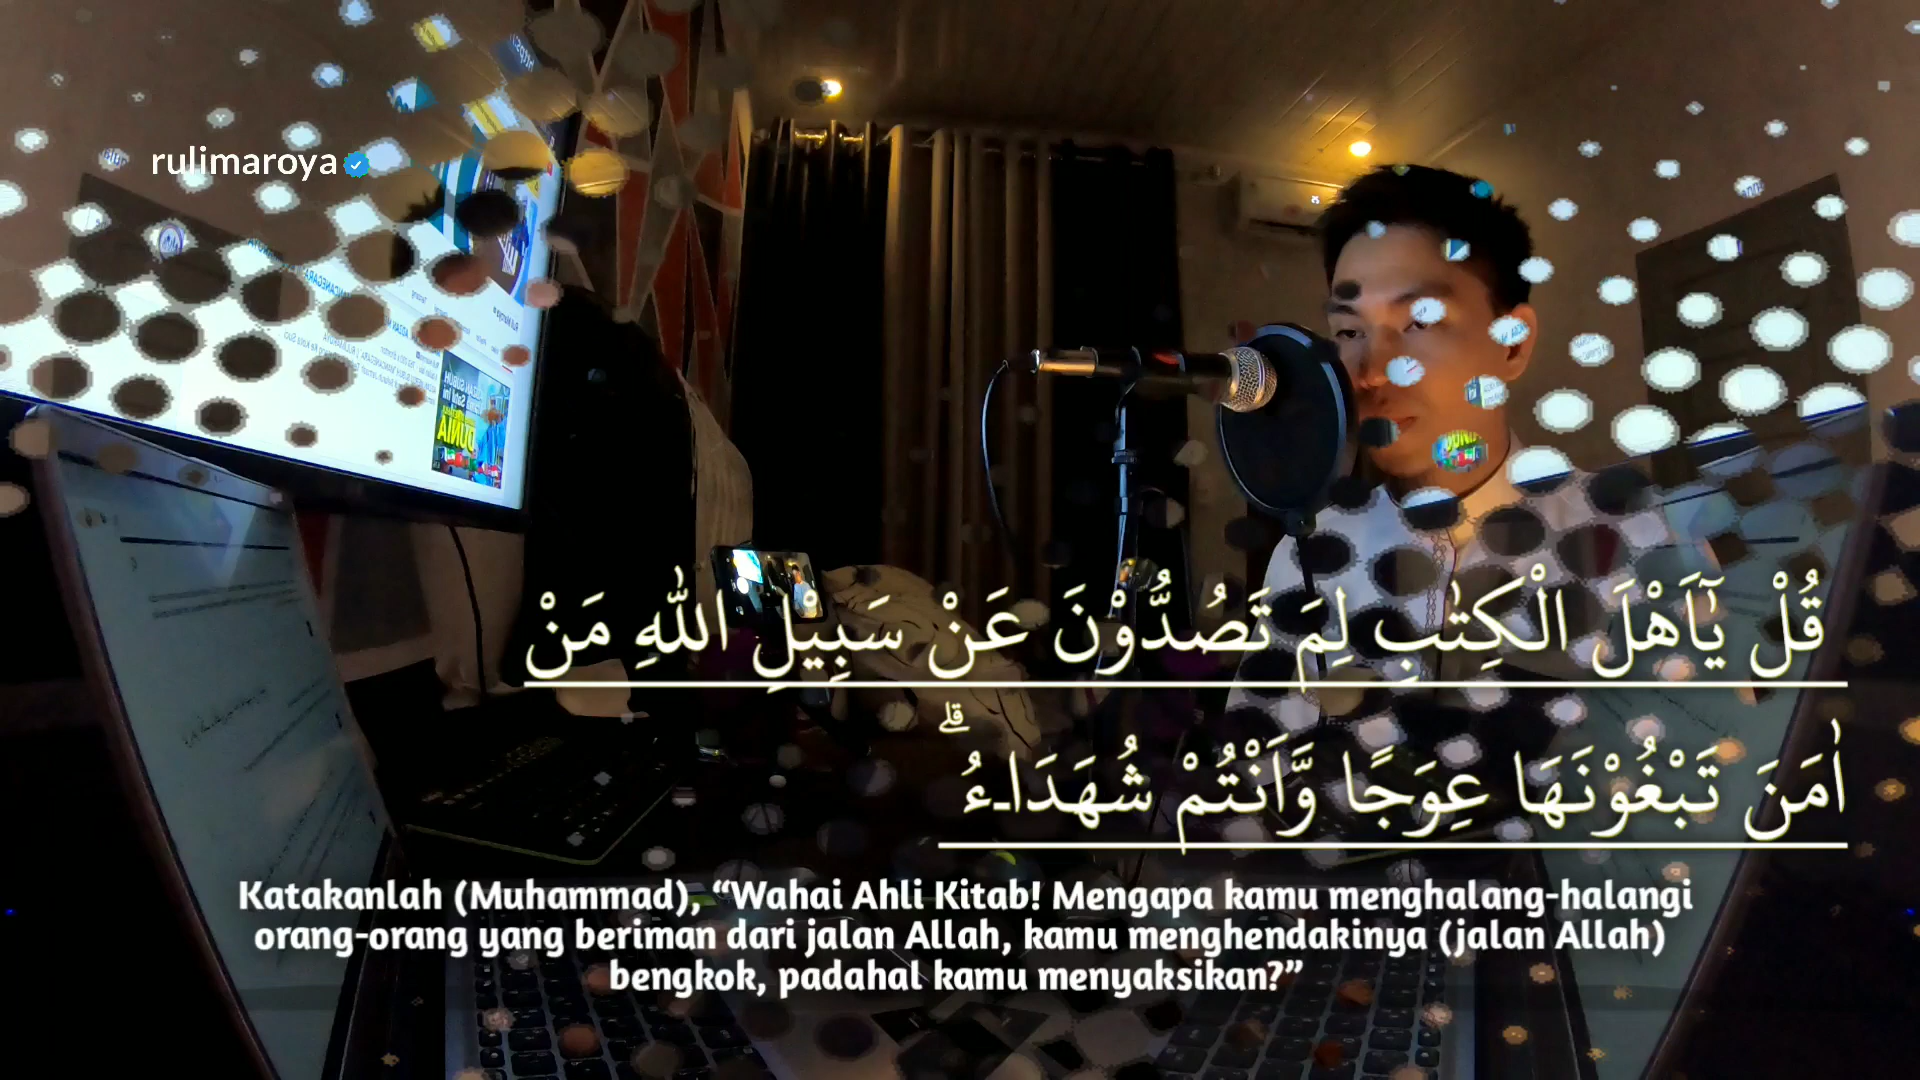 rulimaroya
قُلْ يٰٓاَهْلَ الْكِتٰبِ لِمَ تَصُدُّوْنَ عَنْ سَبِيْلِ اللّٰهِ مَنْ
اٰمَنَ تَبْغُوْنَهَا عِوَجًا وَّاَنْتُمْ شُهَدَاۤءُ ۗ
Katakanlah (Muhammad), “Wahai Ahli Kitab! Mengapa kamu menghalang-halangi
orang-orang yang beriman dari jalan Allah, kamu menghendakinya (jalan Allah)
bengkok, padahal kamu menyaksikan?”
DUNIA